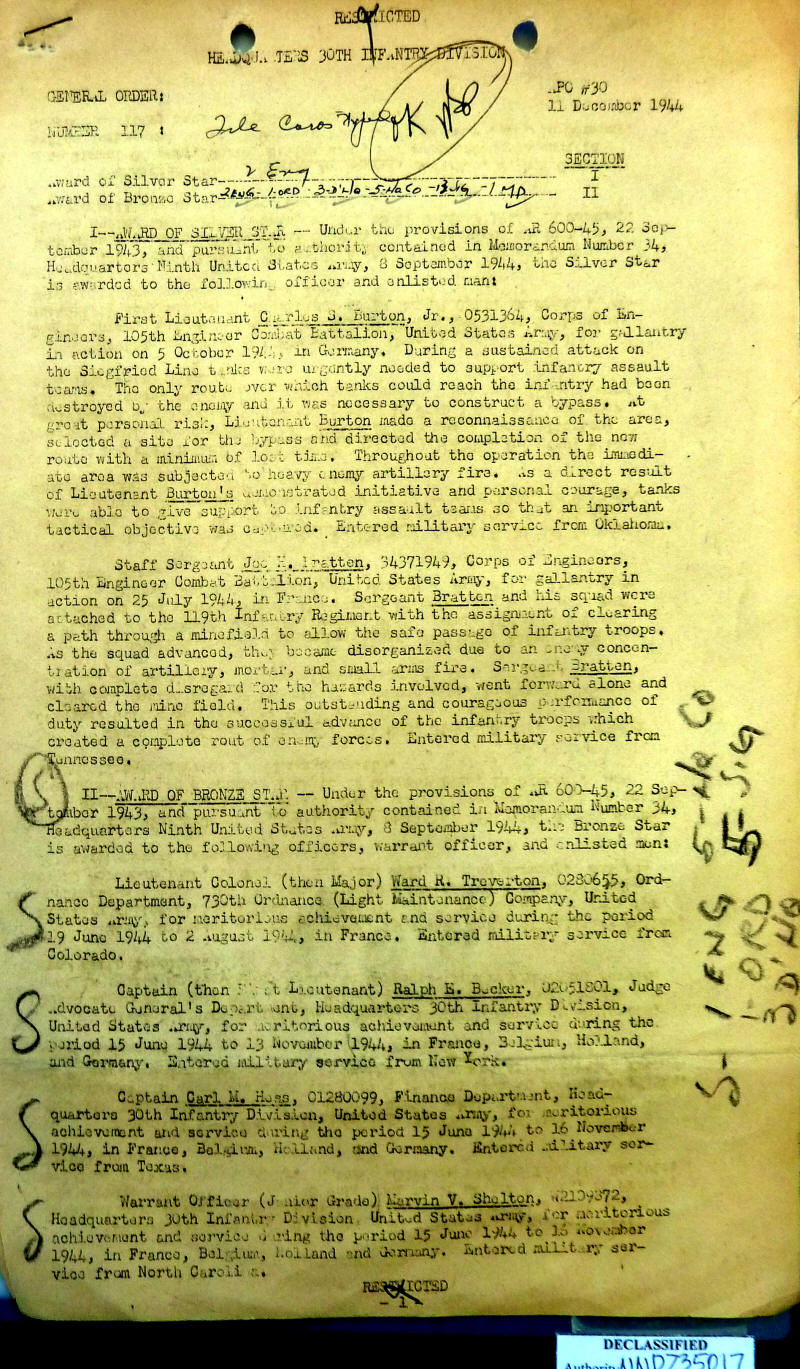 RESTRICTED
HEADQUARTERS 30TH INFANTRY DIVISION
GENERAL ORDER:
APO #30
11 December 1944
NUMBER 117 :
SECTION
Award of Silver Star-- 2 Eng -- I
Award of Bronze Star-- II
I--AWARD OF SILVER STAR -- Under the provisions of AR 600-45, 22 Sep-
tember 1943, and pursuant to authority contained in Memorandum Number 34,
Headquarters Ninth United States Army, 8 September 1944, the Silver Star
is awarded to the following officer and enlisted man:
First Lieutenant Charles S. Burton, Jr., 0531364, Corps of En-
gineers, 105th Engineer Combat Battalion, United States Army, for gallantry
in action on 5 October 1944, in Germany. During a sustained attack on
the Siegfried Line tanks were urgently needed to support infantry assault
teams. The only route over which tanks could reach the infantry had been
destroyed by the enemy and it was necessary to construct a bypass. At
great personal risk, Lieutenant Burton made a reconnaissance of the area,
selected a site for the bypass and directed the completion of the new
route with a minimum of lost time. Throughout the operation the immedi-
ate area was subjected to heavy enemy artillery fire. As a direct result
of Lieutenant Burton's demonstrated initiative and personal courage, tanks
were able to give support to infantry assault teams so that an important
tactical objective was captured. Entered military service from Oklahoma.
Staff Sergeant Joe Bratten, 34371949, Corps of Engineers,
105th Engineer Combat Battalion, United States Army, for gallantry in
action on 25 July 1944, in France. Sergeant Bratten and his squad were
attached to the 119th Infantry Regiment with the assignment of clearing
a path through a minefield to allow the safe passage of infantry troops.
As the squad advanced, they became disorganized due to an enemy concen-
tration of artillery, mortar, and small arms fire. Sergeant Bratten,
with complete disregard for the hazards involved, went forward alone and
cleared the mine field. This outstanding and courageous performance of
duty resulted in the successful advance of the infantry troops which
created a complete rout of enemy forces. Entered military service from
Tennessee.
II--AWARD OF BRONZE STAR -- Under the provisions of AR 600-45, 22 Sep-
tember 1943, and pursuant to authority contained in Memorandum Number 34,
Headquarters Ninth United States Army, 8 September 1944, the Bronze Star
is awarded to the following officers, warrant officer, and enlisted men:
Lieutenant Colonel (then Major) Ward R. Treverton, 0280655, Ord-
nance Department, 730th Ordnance (Light Maintenance) Company, United
States Army, for meritorious achievement and service during the period
19 June 1944 to 2 August 1944, in France. Entered military service from
Colorado.
Captain (then First Lieutenant) Ralph E. Becker, 02051801, Judge
Advocate General's Department, Headquarters 30th Infantry Division,
United States Army, for meritorious achievement and service during the
period 15 June 1944 to 13 November 1944, in France, Belgium, Holland,
and Germany. Entered military service from New York.
Captain Carl M. Hess, 01280099, Finance Department, Head-
quarters 30th Infantry Division, United States Army, for meritorious
achievement and service during the period 15 June 1944 to 16 November
1944, in France, Belgium, Holland, and Germany. Entered military ser-
vice from Texas.
Warrant Officer (Junior Grade) Marvin V. Shelton,
Headquarters 30th Infantry Division United States Army, for meritorious
achievement and service during the period 15 June 1944 to November
1944, in France, Belgium, Holland and Germany. Entered military ser-
vice from North Carolina.
RESTRICTED
- 1 -
DECLASSIFIED
Authority NND735017